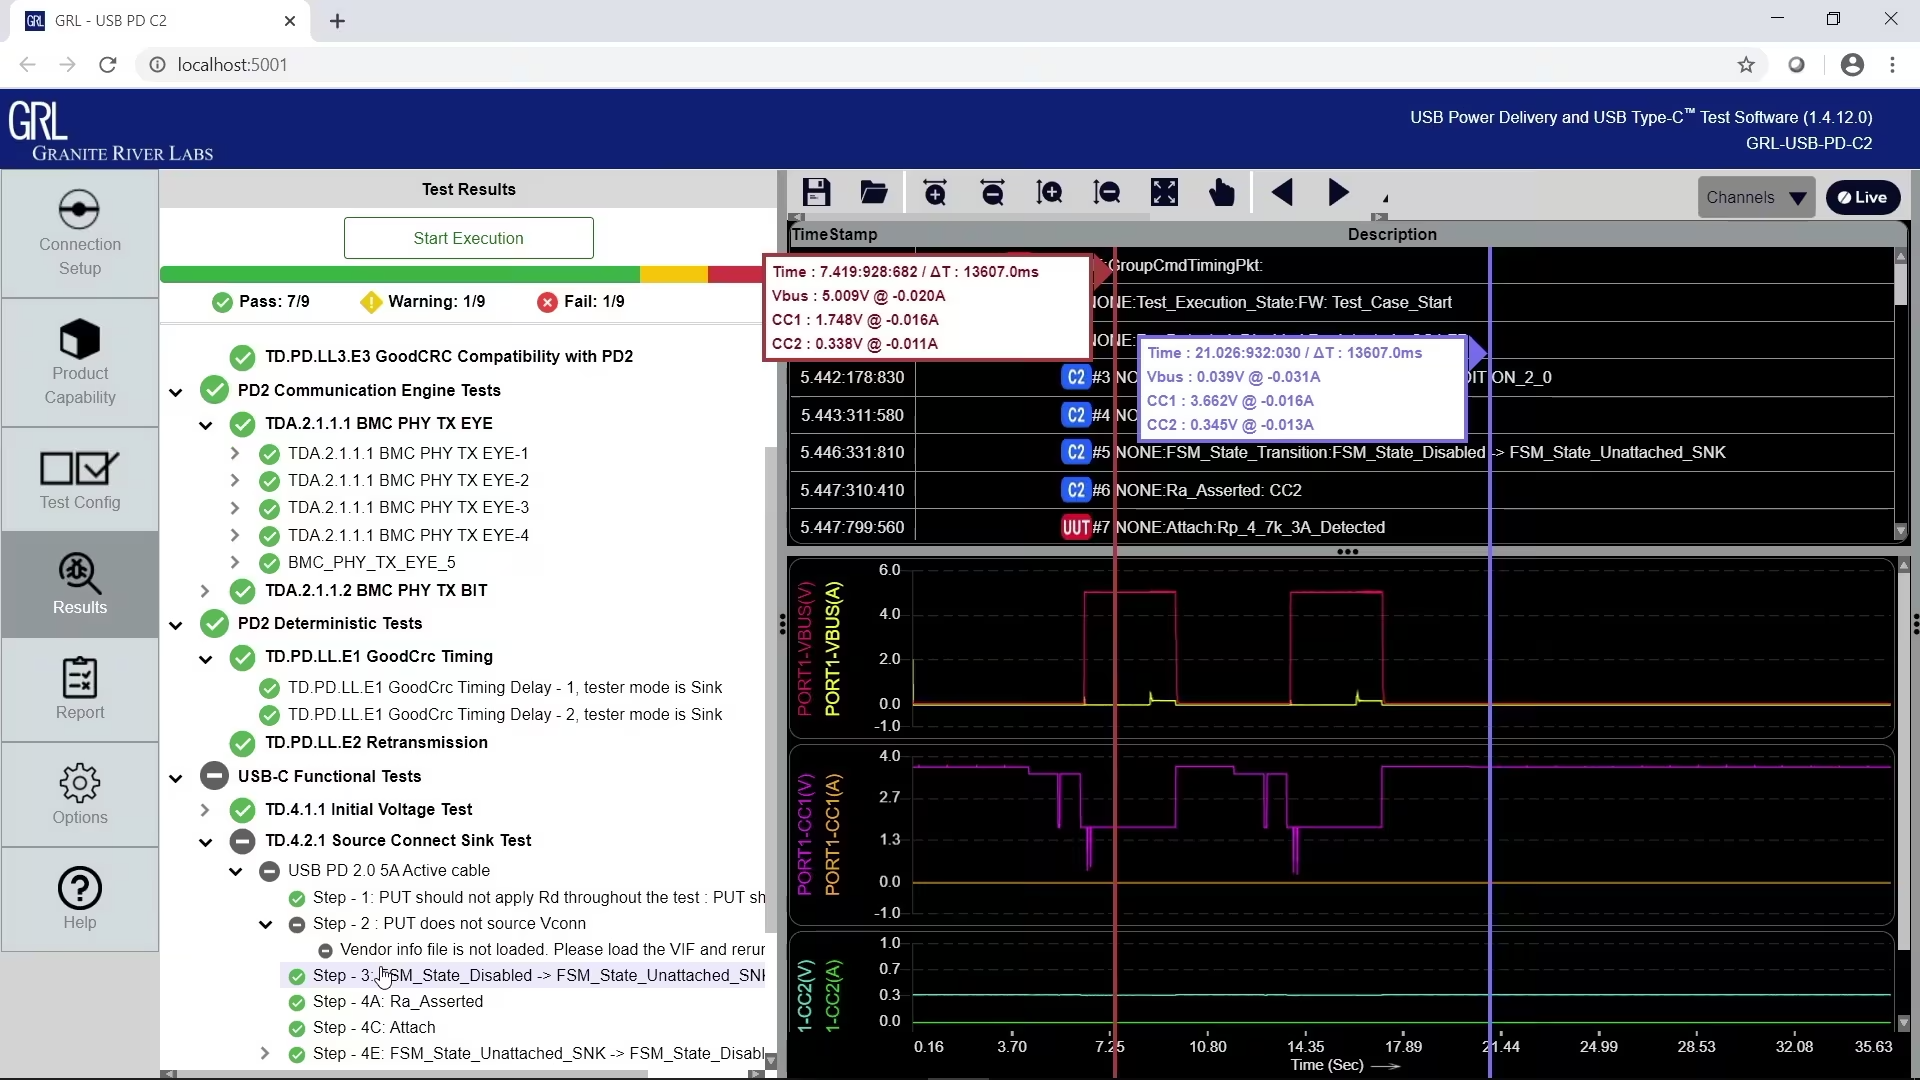 GRL - USB PD C2
localhost:5001
GRL
GRANITE RIVER LABS
USB Power Delivery and USB Type-C™ Test Software (1.4.12.0)
GRL-USB-PD-C2
Connection
Setup
Product
Capability
Test Config
Results
Report
Options
Help
Test Results
Start Execution
Pass: 7/9
Warning: 1/9
Fail: 1/9
TD.PD.LL3.E3 GoodCRC Compatibility with PD2
PD2 Communication Engine Tests
TDA.2.1.1.1 BMC PHY TX EYE
TDA.2.1.1.1 BMC PHY TX EYE-1
TDA.2.1.1.1 BMC PHY TX EYE-2
TDA.2.1.1.1 BMC PHY TX EYE-3
TDA.2.1.1.1 BMC PHY TX EYE-4
BMC_PHY_TX_EYE_5
TDA.2.1.1.2 BMC PHY TX BIT
PD2 Deterministic Tests
TD.PD.LL.E1 GoodCrc Timing
TD.PD.LL.E1 GoodCrc Timing Delay - 1, tester mode is Sink
TD.PD.LL.E1 GoodCrc Timing Delay - 2, tester mode is Sink
TD.PD.LL.E2 Retransmission
USB-C Functional Tests
TD.4.1.1 Initial Voltage Test
TD.4.2.1 Source Connect Sink Test
USB PD 2.0 5A Active cable
Step - 1: PUT should not apply Rd throughout the test : PUT sh
Step - 2 : PUT does not source Vconn
Vendor info file is not loaded. Please load the VIF and rerun
Step - 3: FSM_State_Disabled -> FSM_State_Unattached_SNK
Step - 4A: Ra_Asserted
Step - 4C: Attach
Step - 4E: FSM_State_Unattached_SNK -> FSM_State_Disabl
Channels
Live
TimeStamp
Description
:GroupCmdTimingPkt:
NONE:Test_Execution_State:FW: Test_Case_Start
Time : 7.419:928:682 / ΔT : 13607.0ms
Vbus : 5.009V @ -0.020A
CC1 : 1.748V @ -0.016A
CC2 : 0.338V @ -0.011A
Time : 21.026:932:030 / ΔT : 13607.0ms
Vbus : 0.039V @ -0.031A
CC1 : 3.662V @ -0.016A
CC2 : 0.345V @ -0.013A
5.442:178:830 C2 #3 NO ON_2_0
5.443:311:580 C2 #4 NO
5.446:331:810 C2 #5 NONE:FSM_State_Transition:FSM_State_Disabled -> FSM_State_Unattached_SNK
5.447:310:410 C2 #6 NONE:Ra_Asserted: CC2
5.447:799:560 UUT #7 NONE:Attach:Rp_4_7k_3A_Detected
PORT1-VBUS(V)
PORT1-VBUS(A)
6.0
4.0
2.0
0.0
-1.0
PORT1-CC1(V)
PORT1-CC1(A)
4.0
2.7
1.3
0.0
-1.0
1-CC2(V)
1-CC2(A)
1.0
0.7
0.3
0.0
0.16 3.70 7.25 10.80 14.35 17.89 21.44 24.99 28.53 32.08 35.63
Time (Sec)